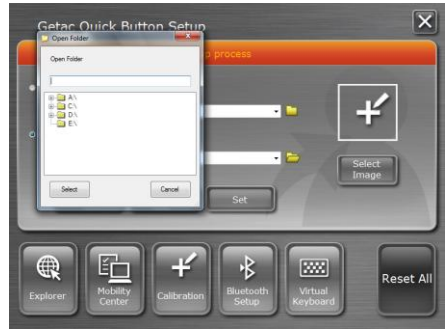 Getac Quick Button Setup
Open Folder
p process
Open Folder
A:\
C:\
D:\
E:\
Select
Cancel
Set
Select
Image
Explorer
Mobility
Center
Calibration
Bluetooth
Setup
Virtual
Keyboard
Reset All